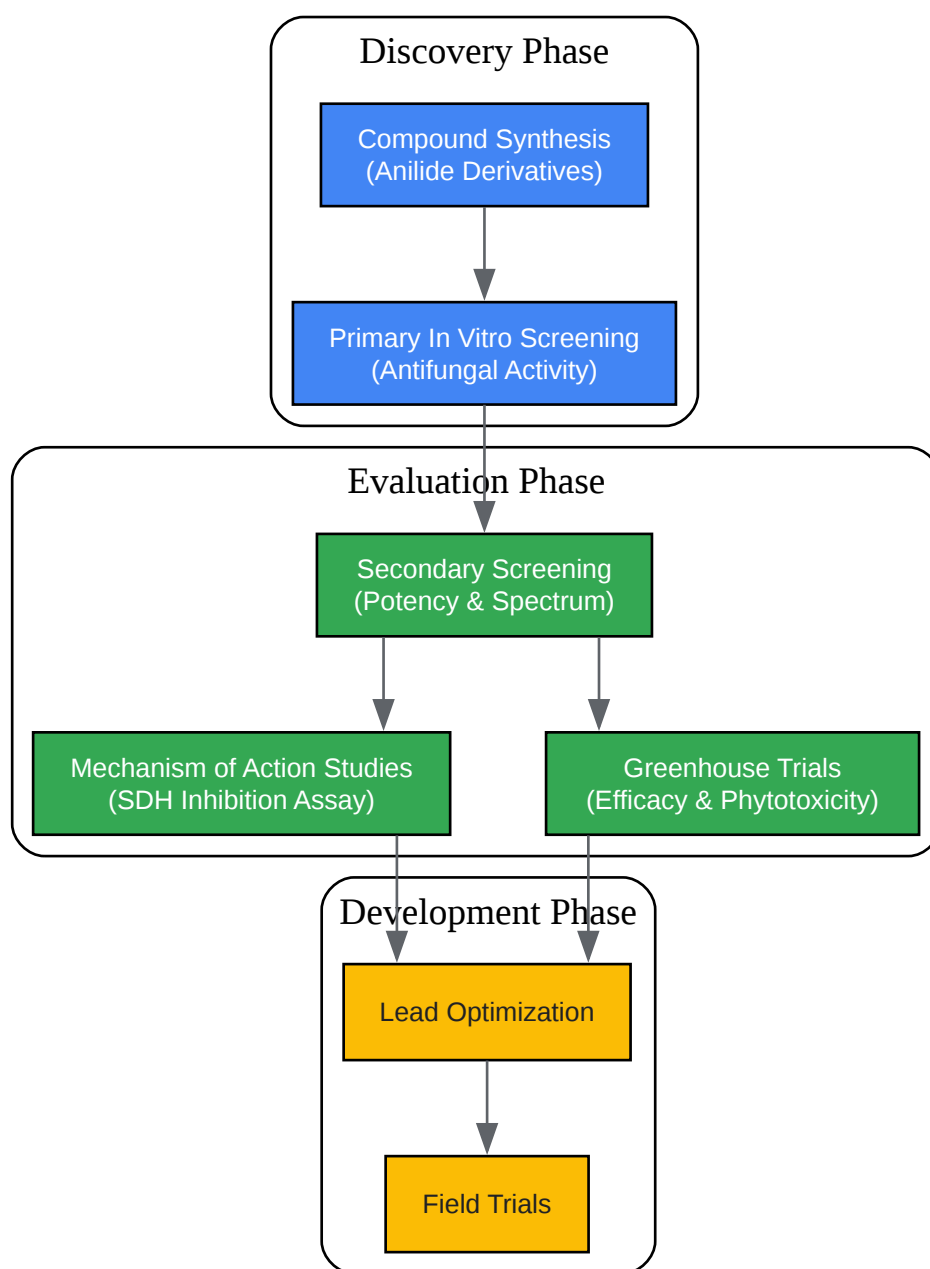 Discovery Phase
Compound Synthesis
(Anilide Derivatives)
Primary In Vitro Screening
(Antifungal Activity)
Evaluation Phase
Secondary Screening
(Potency & Spectrum)
Mechanism of Action Studies
(SDH Inhibition Assay)
Greenhouse Trials
(Efficacy & Phytotoxicity)
Development Phase
Lead Optimization
Field Trials